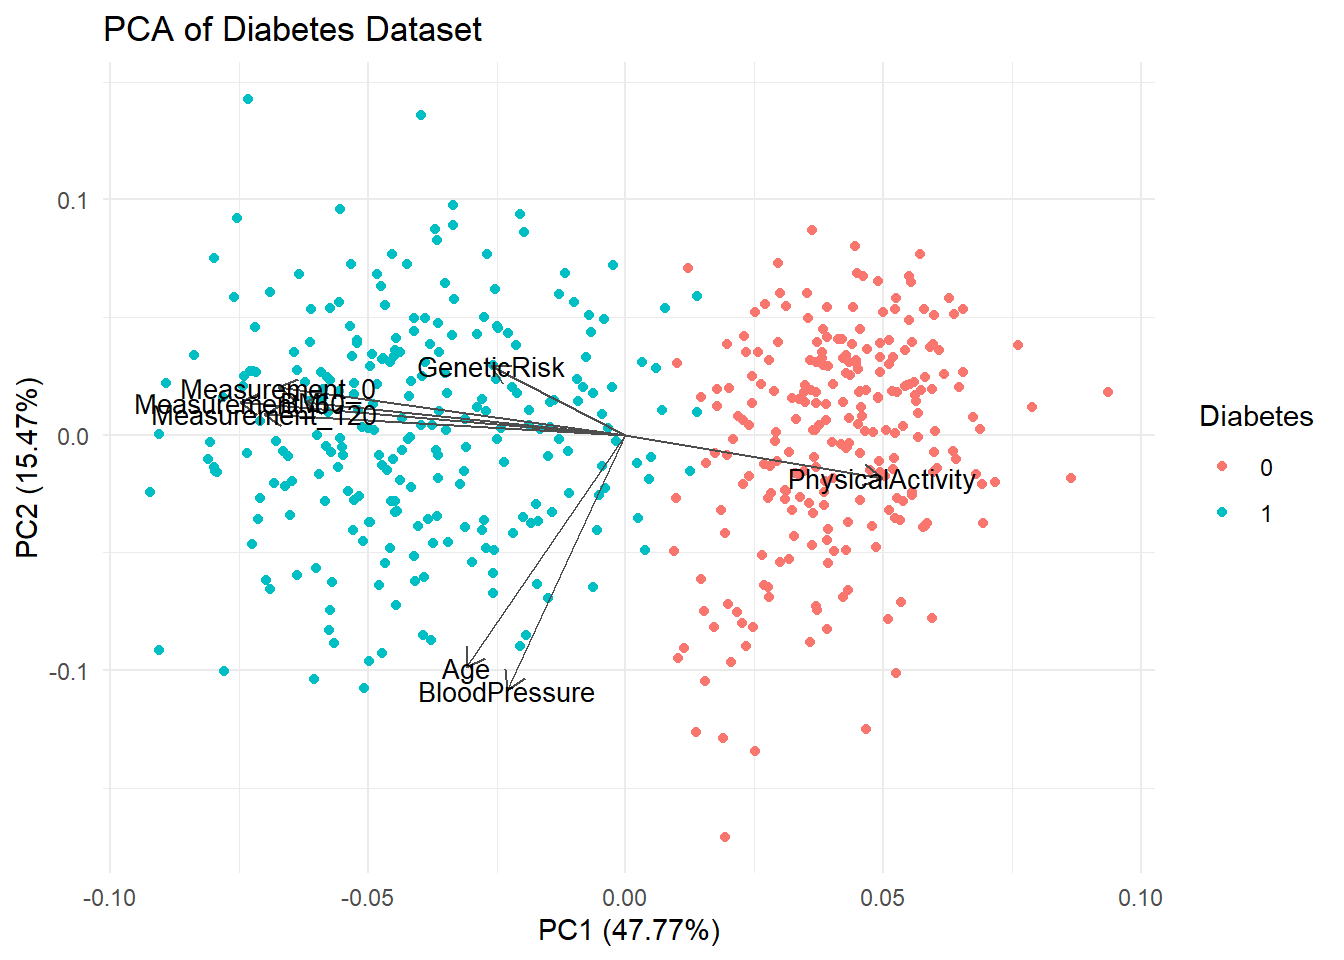 PCA of Diabetes Dataset
0.1
0.0
-0.1
PC2 (15.47%)
GeneticRisk
Measurement_0
Measurement_120
PhysicalActivity
Age
BloodPressure
-0.10
-0.05
0.00
0.05
0.10
PC1 (47.77%)
Diabetes
0
1